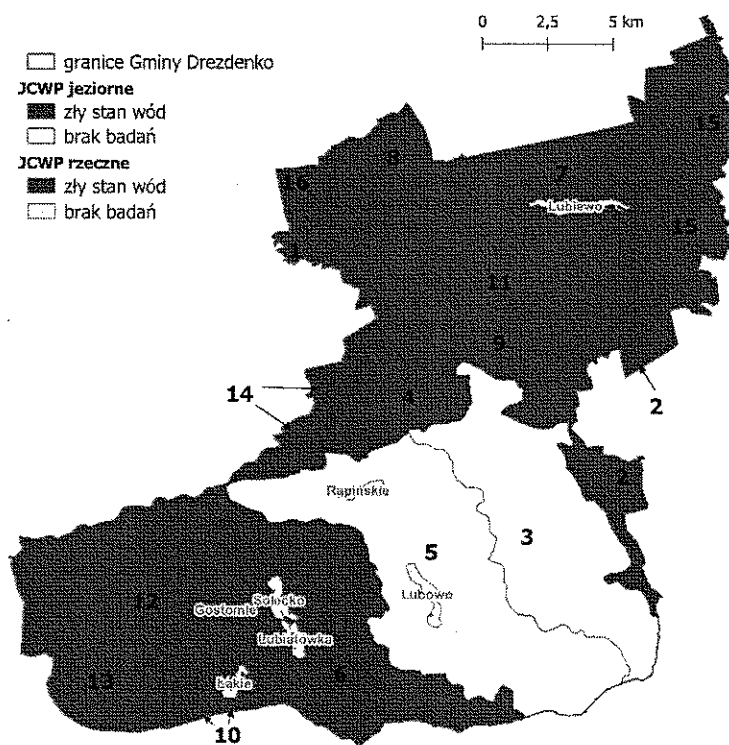 0 2,5 5 km
granice Gminy Drezdenko
JCWP jeziorne
zły stan wód
brak badań
JCWP rzeczne
zły stan wód
brak badań
15
8
7
16
Lubiewo
15
1
11
9
14
4
2
2
Rąpińskie
3
5
Lubowo
12
Gostomie
Solecko
Lubiatówka
13
Łąkie
6
10